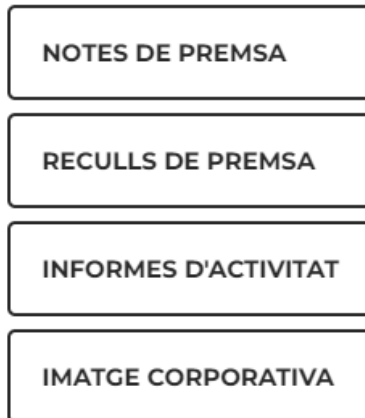 NOTES DE PREMSA
RECULLS DE PREMSA
INFORMES D'ACTIVITAT
IMATGE CORPORATIVA